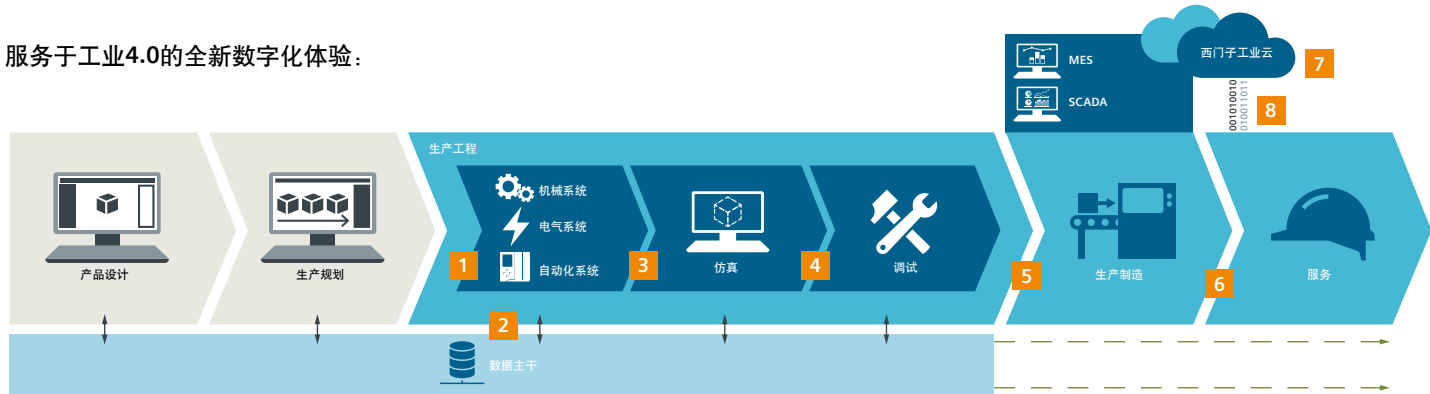 服务于工业4.0的全新数字化体验：
MES
SCADA
西门子工业云
7
001010010
010011011
8
产品设计
生产规划
生产工程
机械系统
电气系统
自动化系统
1
2
3
仿真
4
调试
5
生产制造
6
服务
数据主干